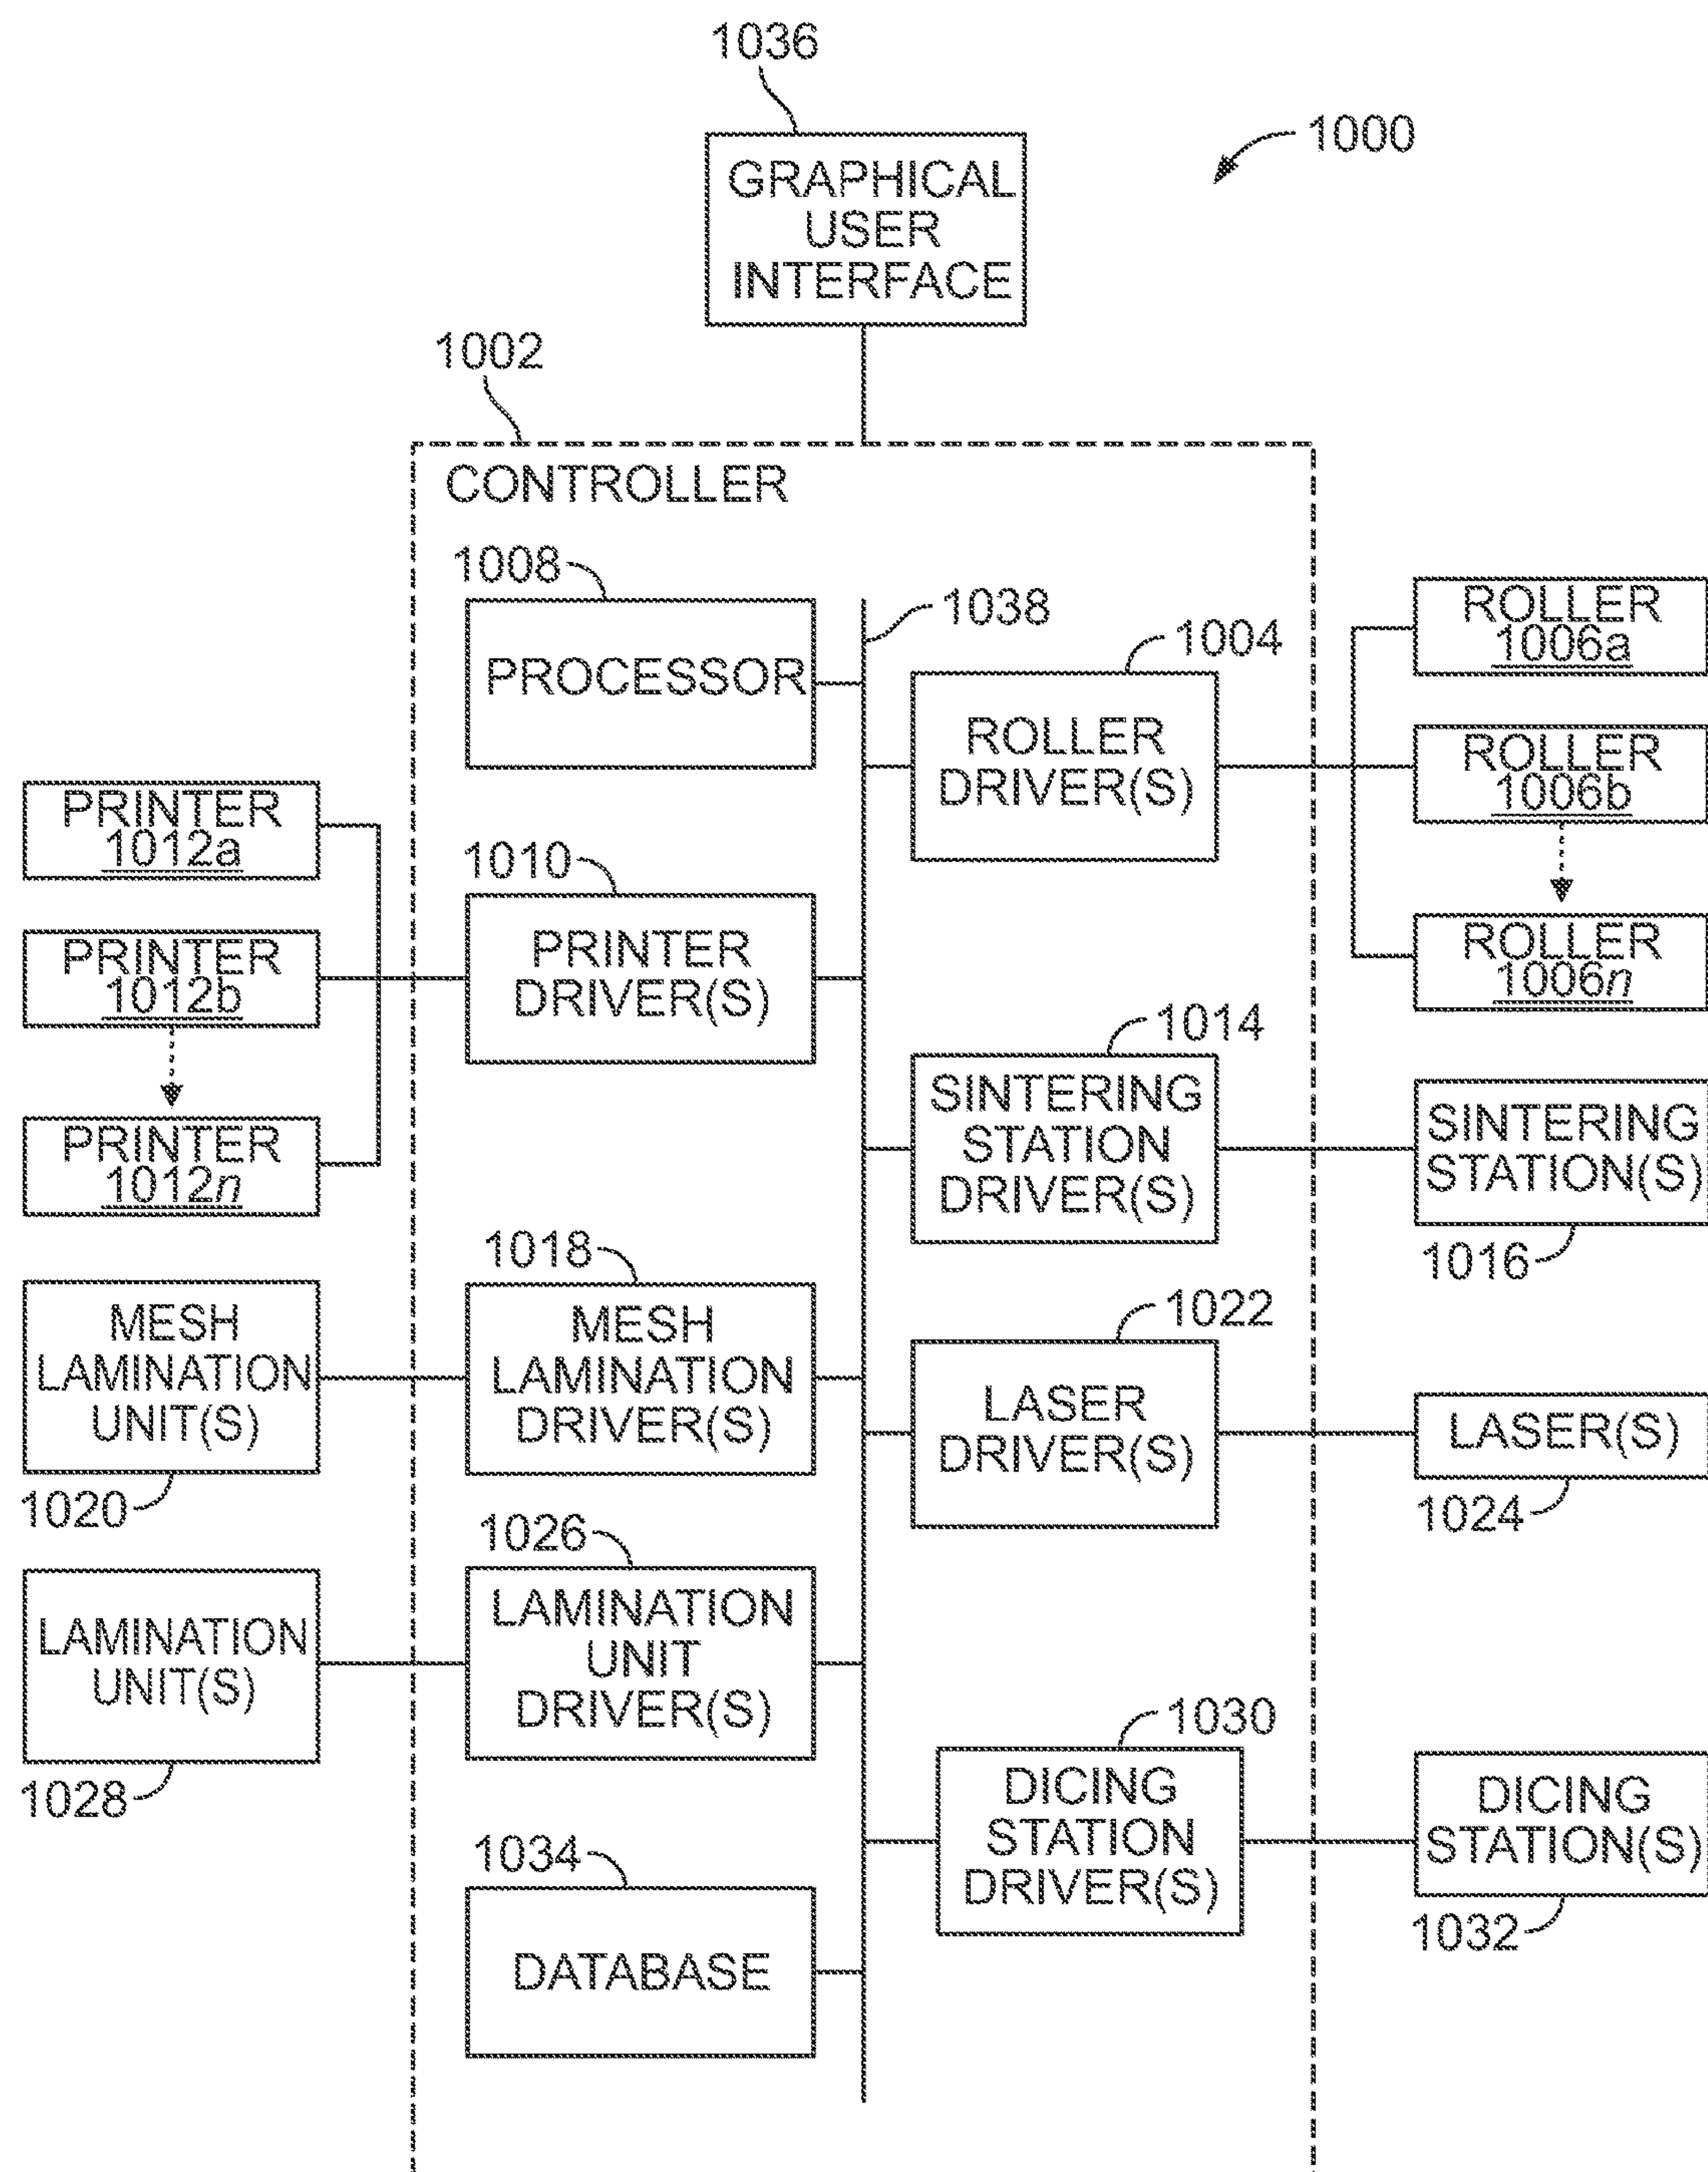 1036
1000
GRAPHICAL
USER
INTERFACE
1002
CONTROLLER
1008
PROCESSOR
1038
1004
ROLLER
DRIVER(S)
ROLLER
1006a
ROLLER
1006b
ROLLER
1006n
PRINTER
1012a
PRINTER
1012b
PRINTER
1012n
1010
PRINTER
DRIVER(S)
1014
SINTERING
STATION
DRIVER(S)
SINTERING
STATION(S)
1016
MESH
LAMINATION
UNIT(S)
1020
1018
MESH
LAMINATION
DRIVER(S)
1022
LASER
DRIVER(S)
LASER(S)
1024
LAMINATION
UNIT(S)
1028
1026
LAMINATION
UNIT
DRIVER(S)
1030
DICING
STATION
DRIVER(S)
DICING
STATION(S)
1032
1034
DATABASE